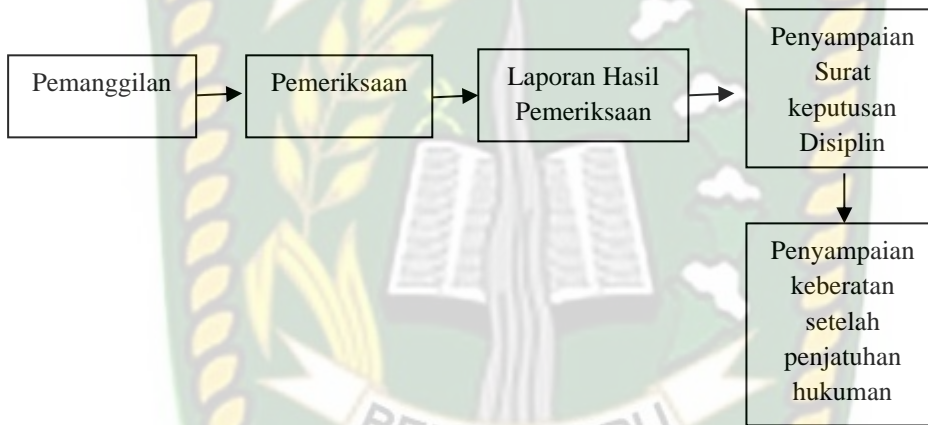 Pemanggilan
Pemeriksaan
Laporan Hasil
Pemeriksaan
Penyampaian
Surat
keputusan
Disiplin
Penyampaian
keberatan
setelah
penjatuhan
hukuman